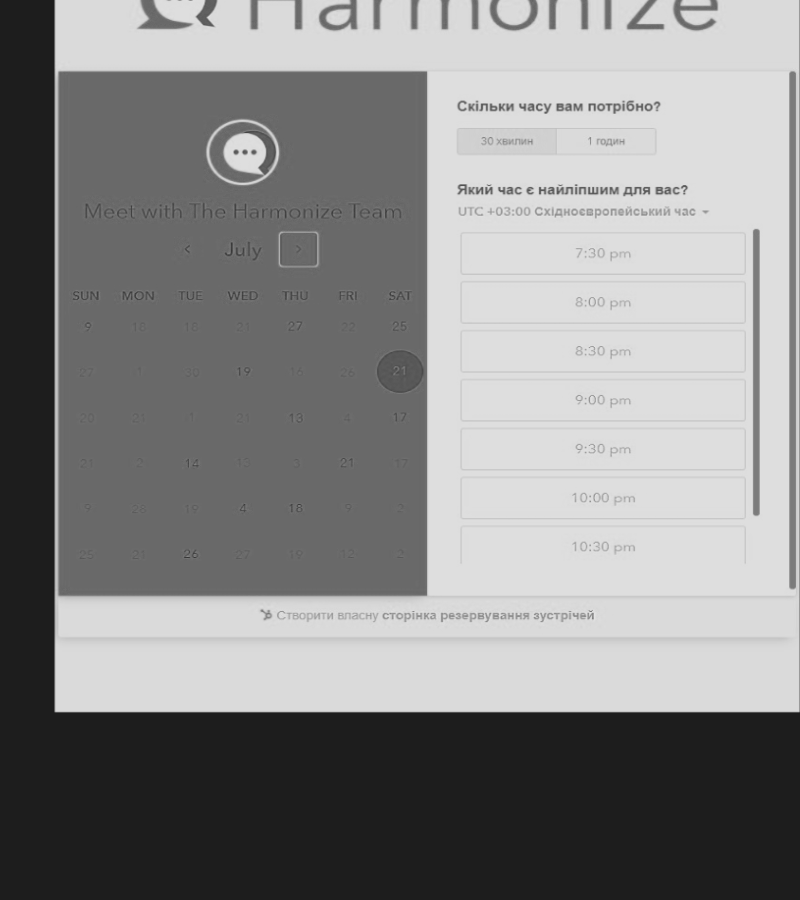 Harmonize
Meet with The Harmonize Team
< July >
SUN MON TUE WED THU FRI SAT
9 18 18 21 27 22 25
27 1 30 19 16 26 21
20 21 1 21 13 4 17
21 2 14 13 3 21 17
9 28 19 4 18 9 2
25 21 26 27 19 12 2
Скільки часу вам потрібно?
30 хвилин 1 годин
Який час є найліпшим для вас?
UTC +03:00 Східноєвропейський час
7:30 pm
8:00 pm
8:30 pm
9:00 pm
9:30 pm
10:00 pm
10:30 pm
Створити власну сторінка резервування зустрічей